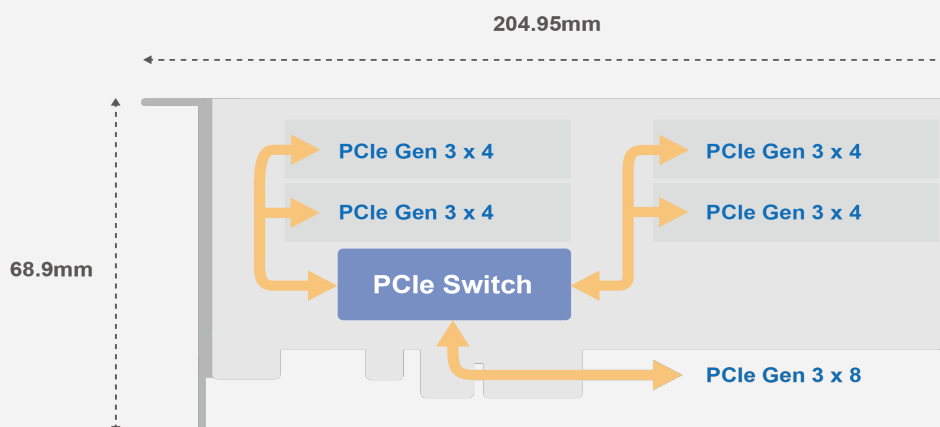 204.95mm
PCIe Gen 3 x 4
PCIe Gen 3 x 4
PCIe Gen 3 x 4
PCIe Gen 3 x 4
68.9mm
PCIe Switch
PCIe Gen 3 x 8